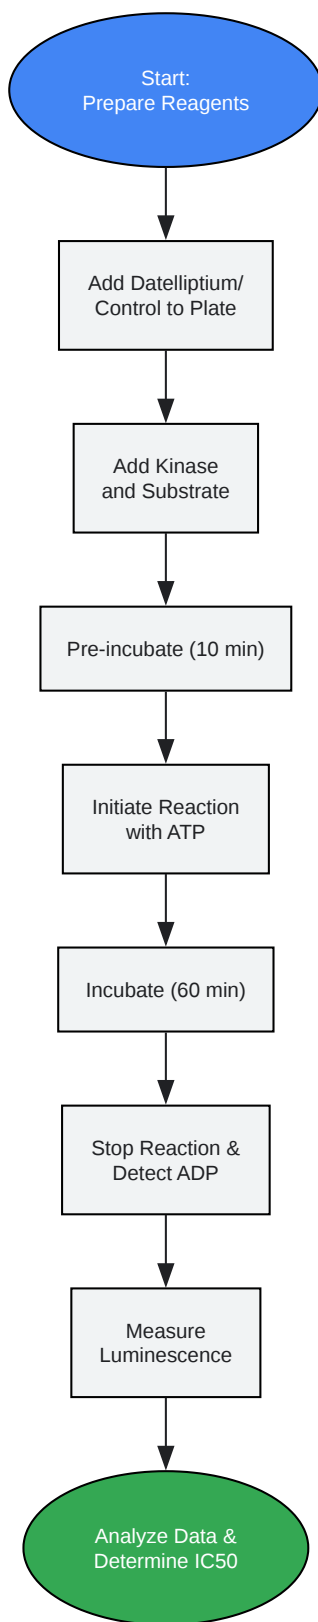 Start:
Prepare Reagents
Add Datelliptium/
Control to Plate
Add Kinase
and Substrate
Pre-incubate (10 min)
Initiate Reaction
with ATP
Incubate (60 min)
Stop Reaction &
Detect ADP
Measure
Luminescence
Analyze Data &
Determine IC50